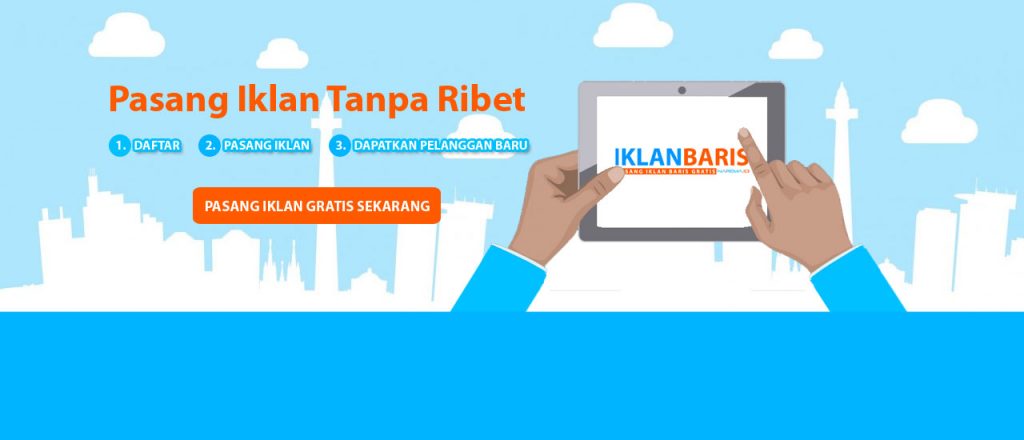 Pasang Iklan Tanpa Ribet
1. DAFTAR 2. PASANG IKLAN 3. DAPATKAN PELANGGAN BARU
PASANG IKLAN GRATIS SEKARANG
IKLANBARIS
PASANG IKLAN BARIS GRATIS